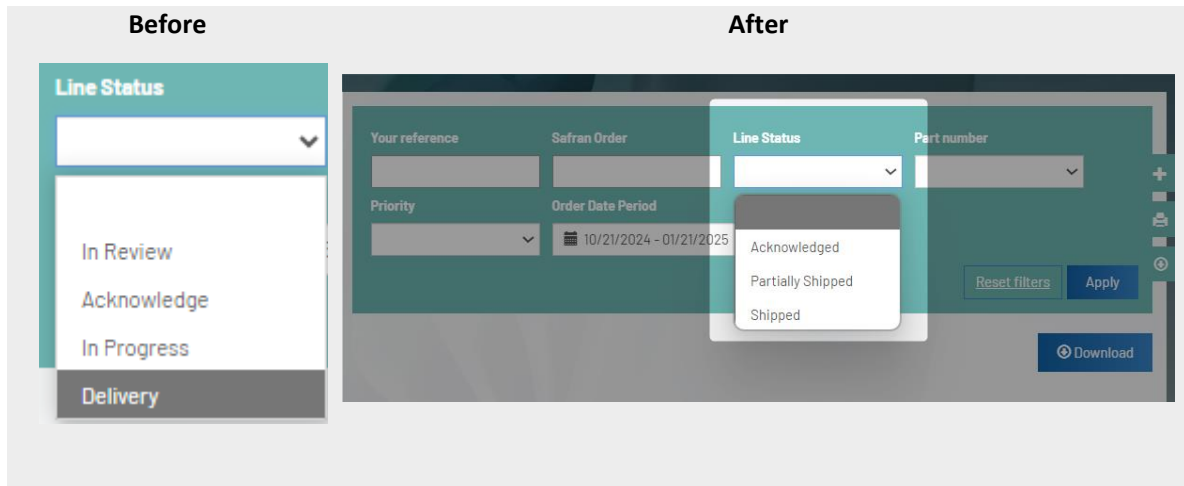 Before
After
Line Status
In Review
Acknowledge
In Progress
Delivery
Your reference
Safran Order
Line Status
Part number
Priority
Order Date Period
10/21/2024 - 01/21/2025
Acknowledged
Partially Shipped
Shipped
Reset filters
Apply
Download